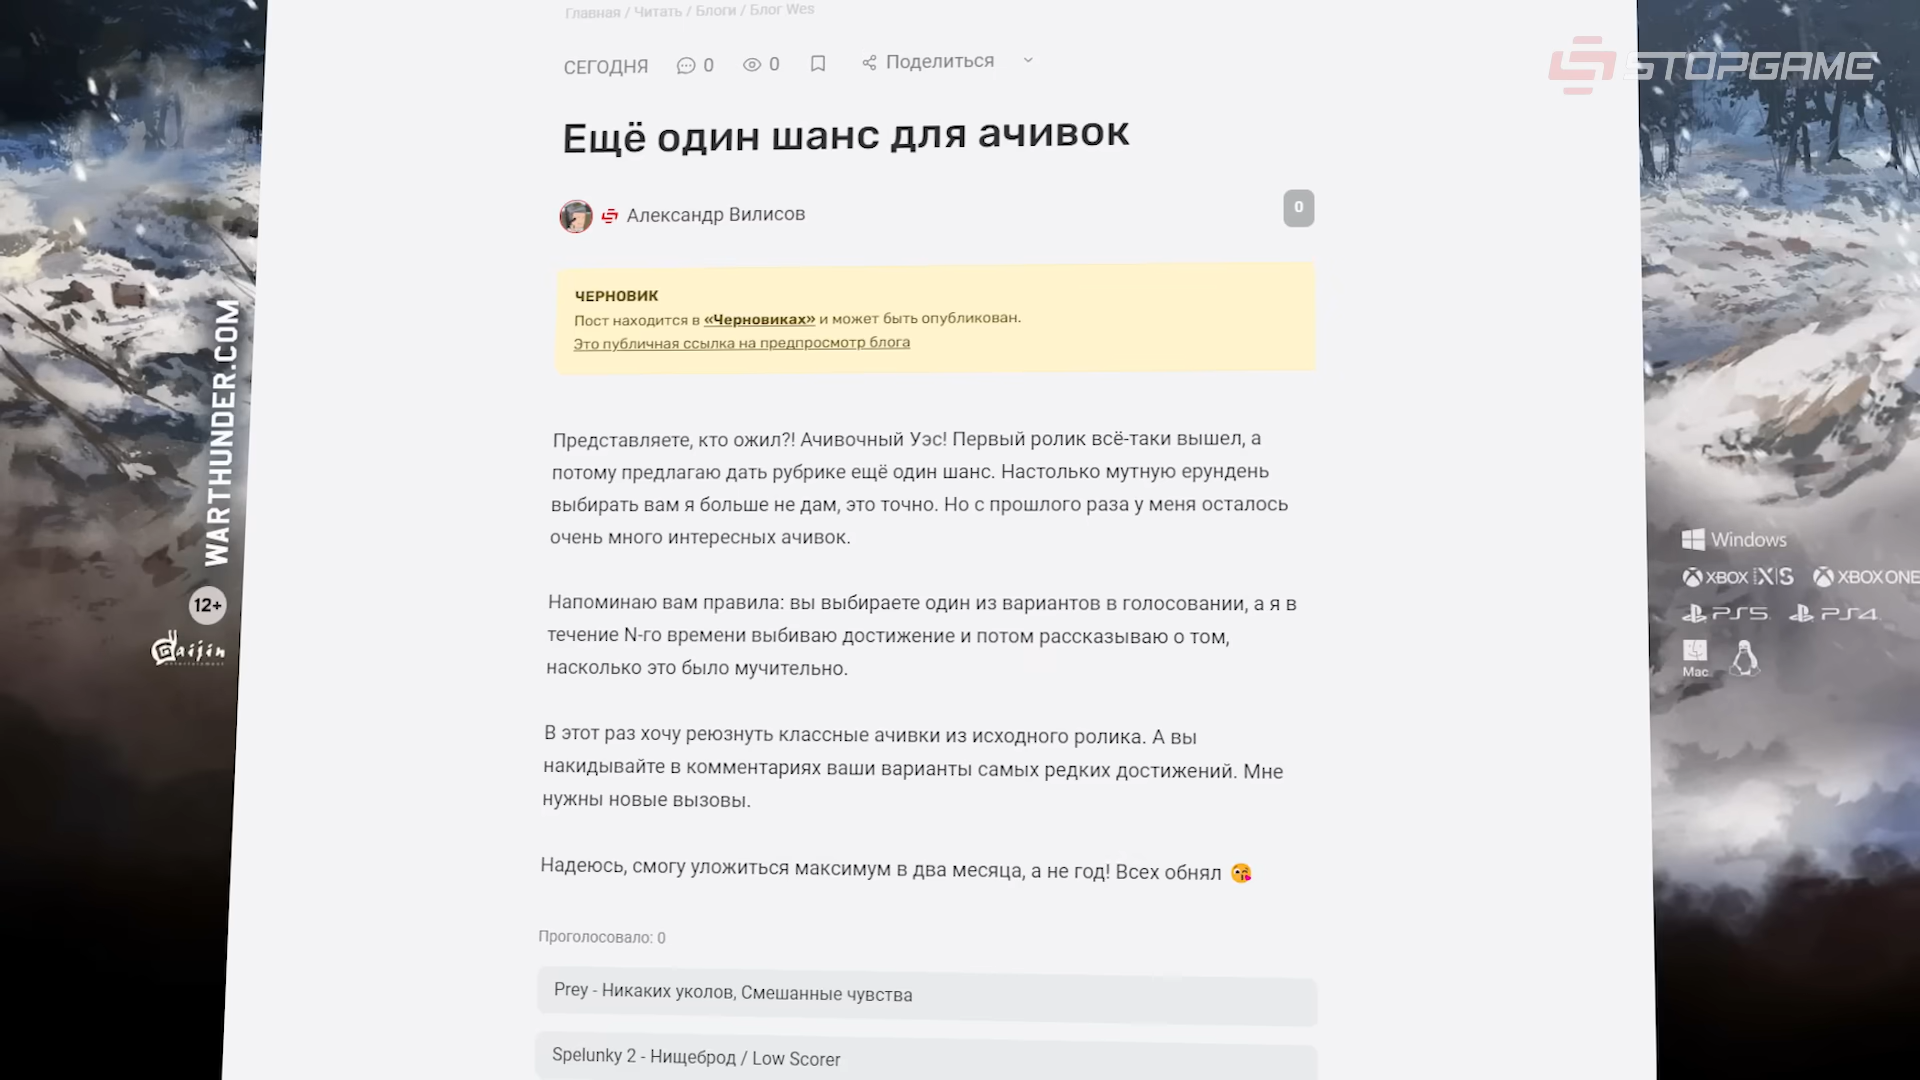 Главная / Читать / Блоги / Блог Wes
СЕГОДНЯ 0 0 Поделиться
STOPGAME
Ещё один шанс для ачивок
Александр Вилисов
0
ЧЕРНОВИК
Пост находится в «Черновиках» и может быть опубликован.
Это публичная ссылка на предпросмотр блога
Представляете, кто ожил?! Ачивочный Уэс! Первый ролик всё-таки вышел, а
потому предлагаю дать рубрике ещё один шанс. Настолько мутную ерундень
выбирать вам я больше не дам, это точно. Но с прошлого раза у меня осталось
очень много интересных ачивок.
Напоминаю вам правила: вы выбираете один из вариантов в голосовании, а я в
течение N-го времени выбиваю достижение и потом рассказываю о том,
насколько это было мучительно.
В этот раз хочу реюзнуть классные ачивки из исходного ролика. А вы
накидывайте в комментариях ваши варианты самых редких достижений. Мне
нужны новые вызовы.
Надеюсь, смогу уложиться максимум в два месяца, а не год! Всех обнял 😘
Проголосовало: 0
Prey - Никаких уколов, Смешанные чувства
Spelunky 2 - Нищеброд / Low Scorer
WARTHUNDER.COM
12+
Gaijin
entertainment
Windows
XBOX SERIES X|S XBOX ONE
PS5 PS4
Mac